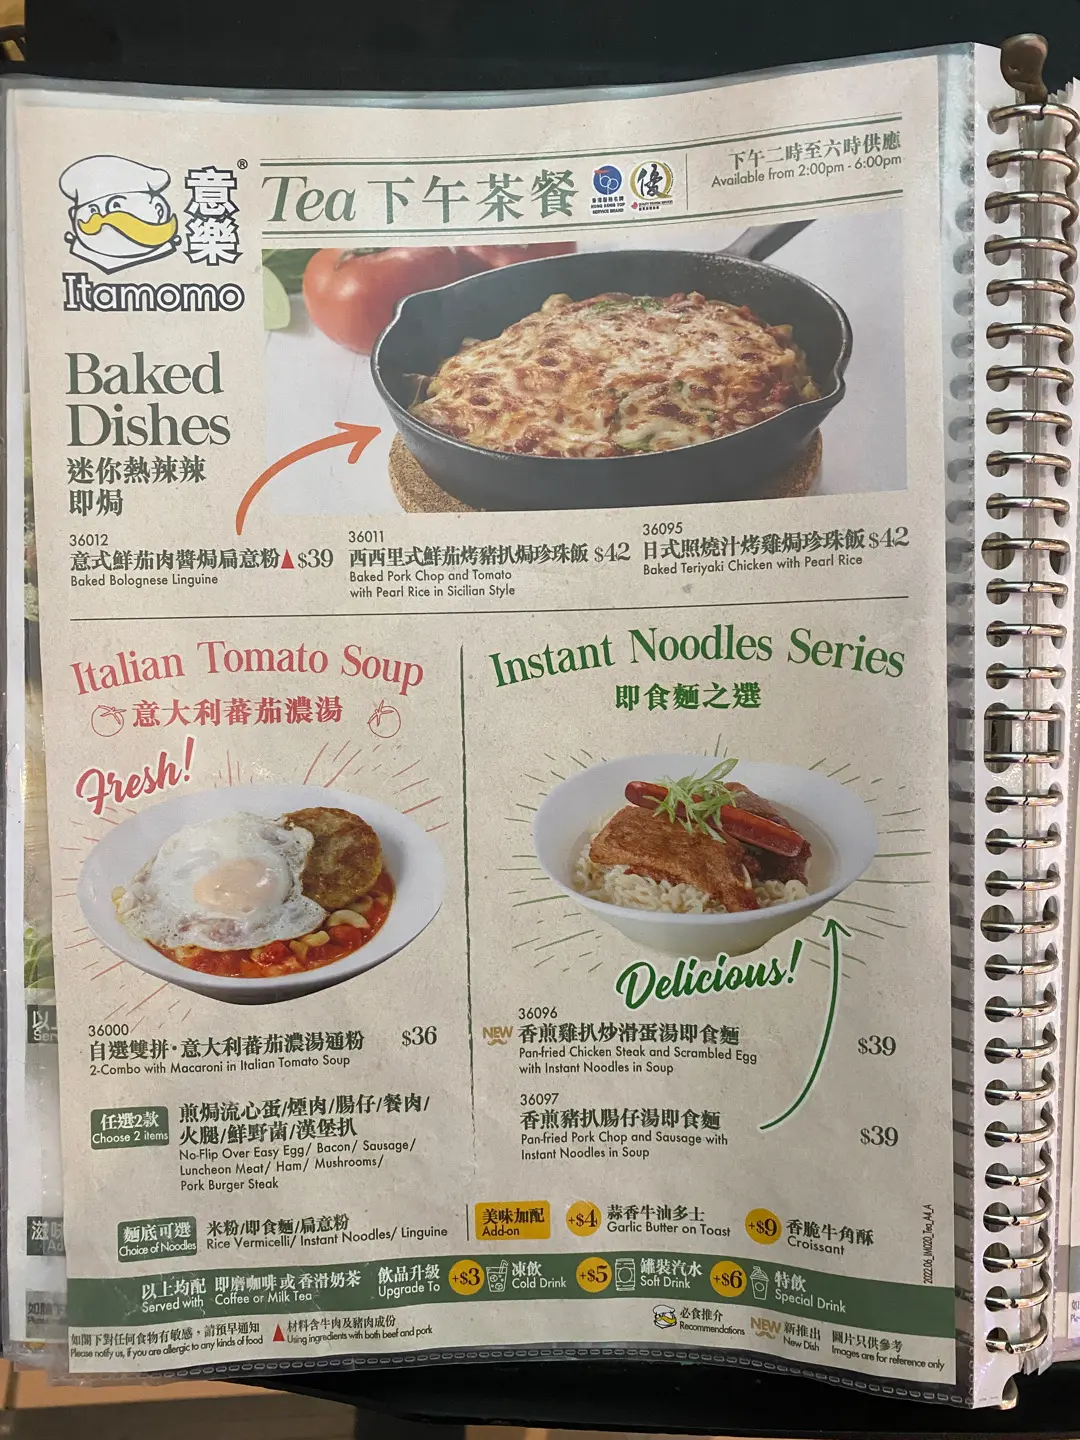 意樂®
Itamomo
Tea 下午茶餐
HONG KONG TOP
SERVICE BRAND
優
下午二時至六時供應
Available from 2:00pm - 6:00pm
Baked
Dishes
迷你熱辣辣
即焗
36012
意式鮮茄肉醬焗扁意粉▲$39
Baked Bolognese Linguine
36011
西西里式鮮茄烤豬扒焗珍珠飯 $42
Baked Pork Chop and Tomato
with Pearl Rice in Sicilian Style
36095
日式照燒汁烤雞焗珍珠飯 $42
Baked Teriyaki Chicken with Pearl Rice
Italian Tomato Soup
意大利蕃茄濃湯
Fresh!
36000
自選雙拼・意大利蕃茄濃湯通粉 $36
2-Combo with Macaroni in Italian Tomato Soup
任選2款
Choose 2 items
煎焗流心蛋/煙肉/腸仔/餐肉/
火腿/鮮野菌/漢堡扒
No-Flip Over Easy Egg/ Bacon/ Sausage/
Luncheon Meat/ Ham/ Mushrooms/
Pork Burger Steak
麵底可選
Choice of Noodles
米粉/即食麵/扁意粉
Rice Vermicelli/ Instant Noodles/ Linguine
Instant Noodles Series
即食麵之選
Delicious!
36096
NEW 香煎雞扒炒滑蛋湯即食麵 $39
Pan-fried Chicken Steak and Scrambled Egg
with Instant Noodles in Soup
36097
香煎豬扒腸仔湯即食麵 $39
Pan-fried Pork Chop and Sausage with
Instant Noodles in Soup
美味加配
Add-on
+$4 蒜香牛油多士
Garlic Butter on Toast
+$9 香脆牛角酥
Croissant
以上均配 即磨咖啡或香滑奶茶
Served with Coffee or Milk Tea
飲品升級
Upgrade To
+$3 凍飲
Cold Drink
+$5 罐裝汽水
Soft Drink
+$6 特飲
Special Drink
如閣下對任何食物有敏感，請預早通知
Please notify us, if you are allergic to any kinds of food
▲材料含牛肉及豬肉成份
Using ingredients with both beef and pork
必食推介
Recommendations
NEW 新推出
New Dish
圖片只供參考
Images are for reference only